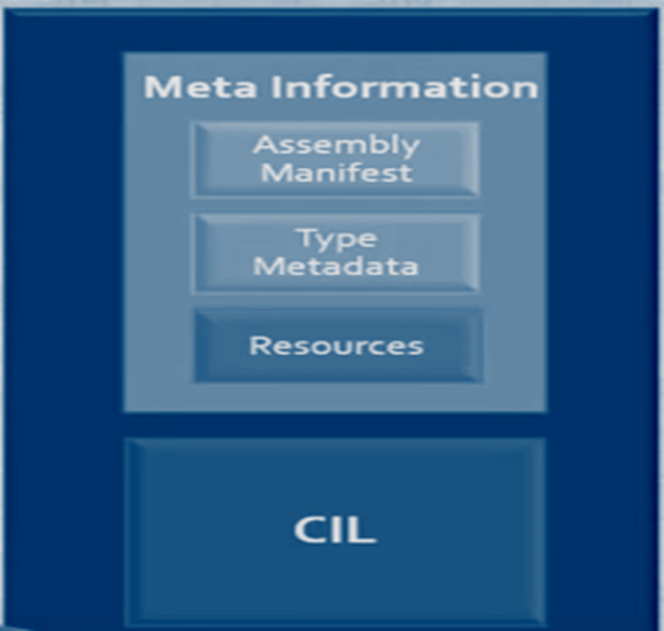 Meta Information
Assembly
Manifest
Type
Metadata
Resources
CIL